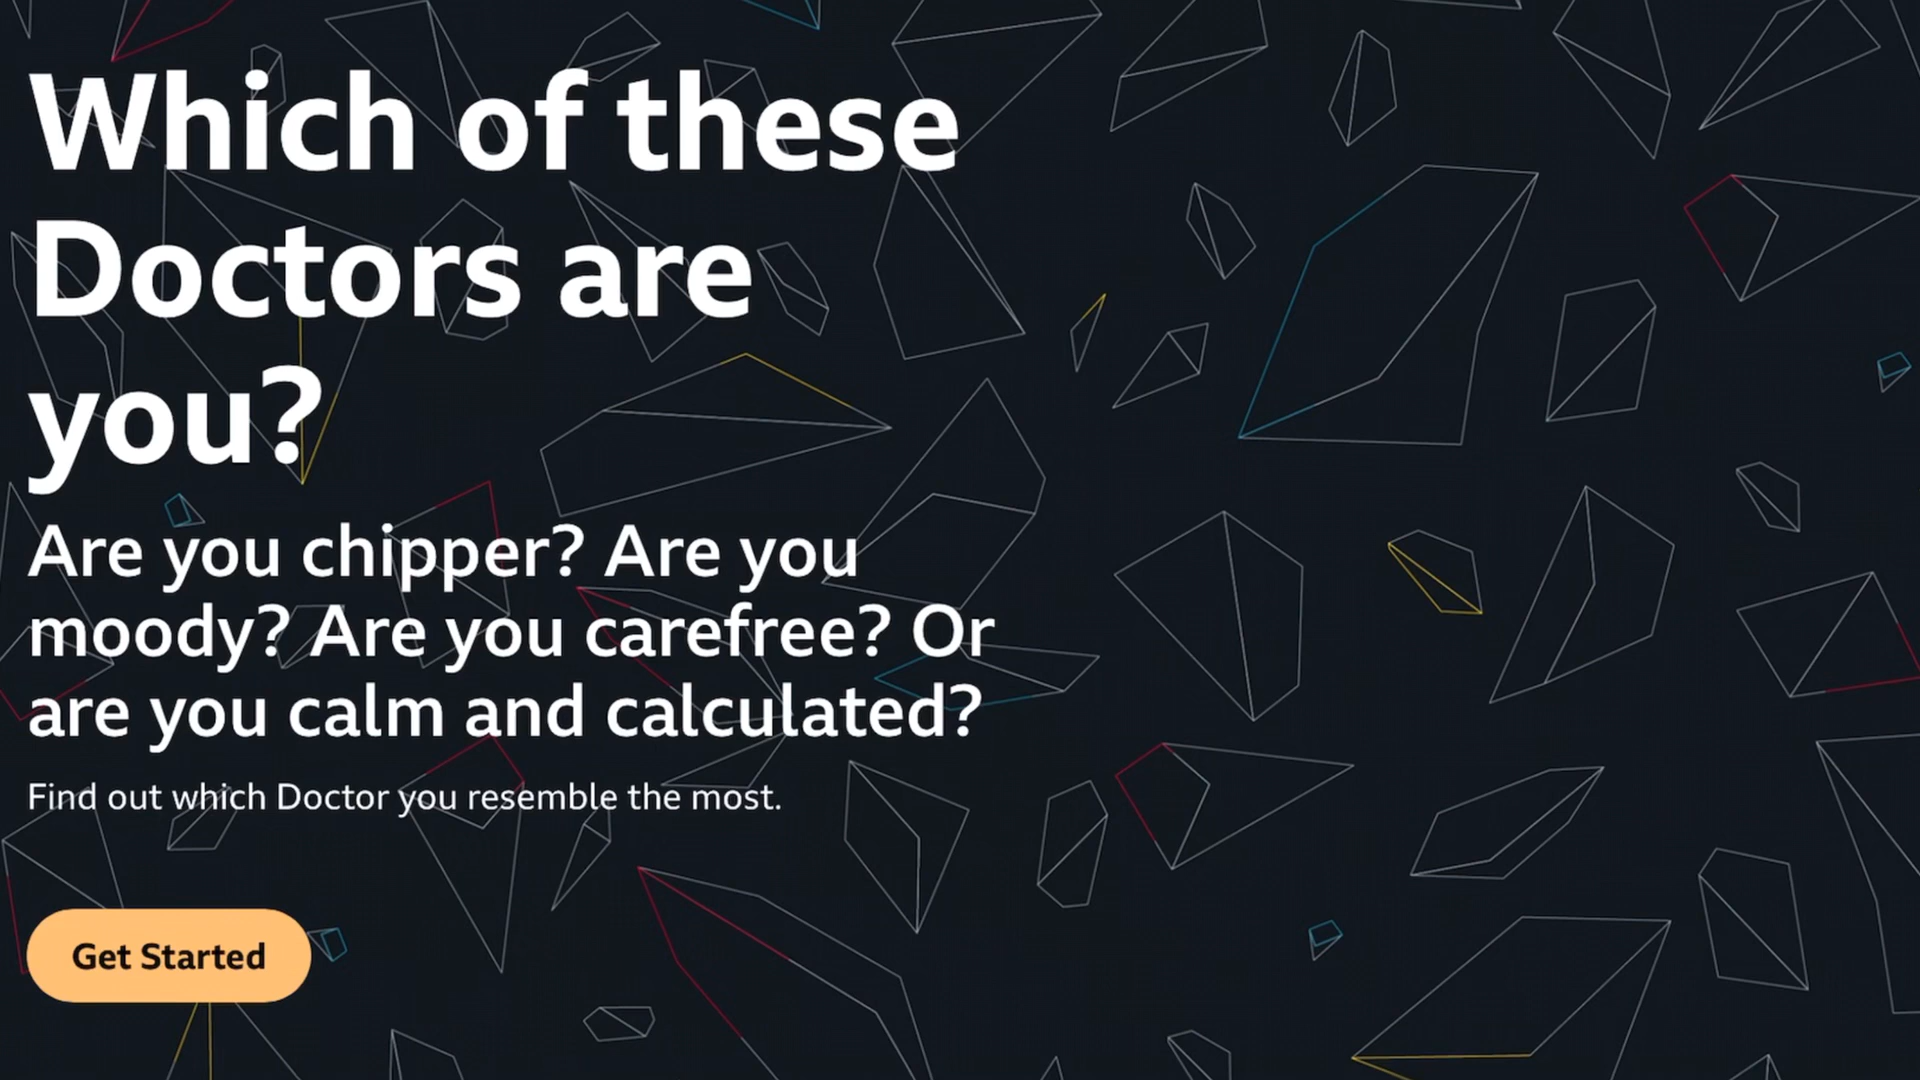 Which of these
Doctors are
you?
Are you chipper? Are you
moody? Are you carefree? Or
are you calm and calculated?
Find out which Doctor you resemble the most.
Get Started